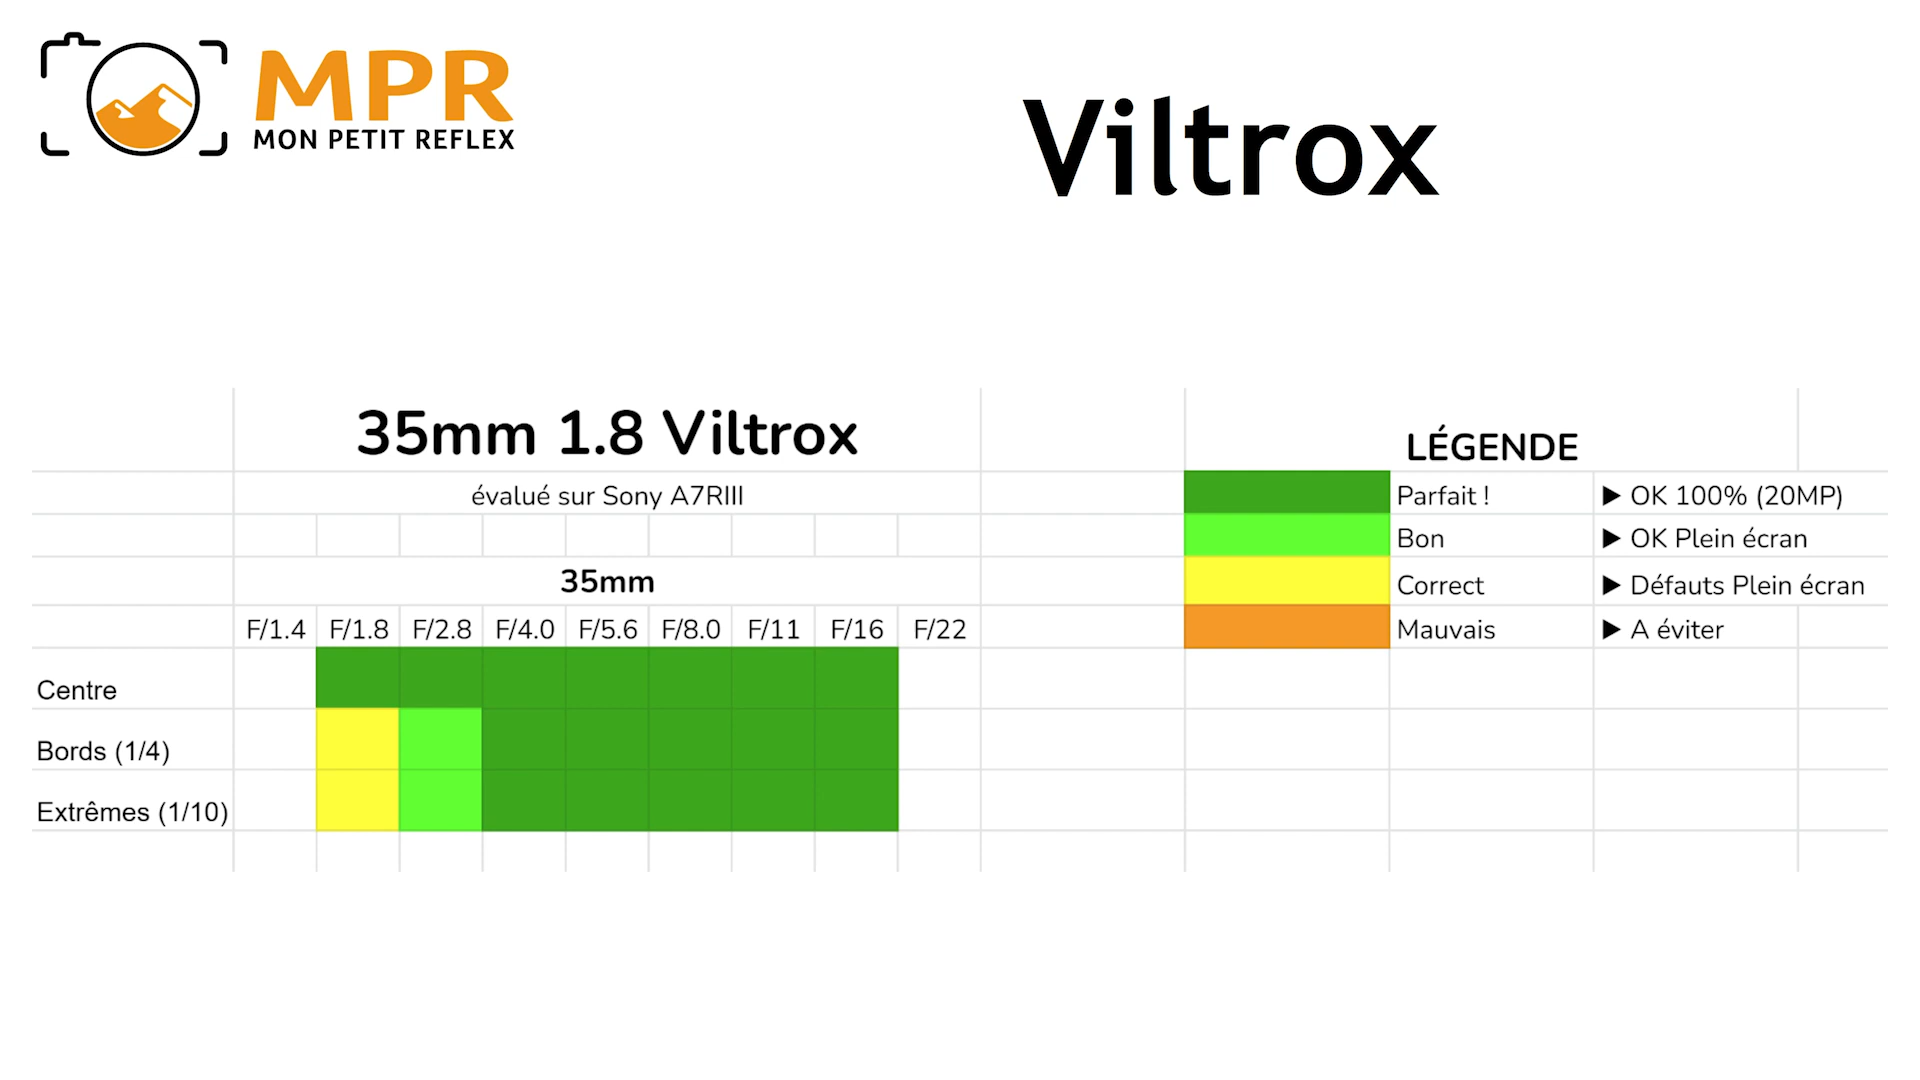 MPR
MON PETIT REFLEX
Viltrox
35mm 1.8 Viltrox
évalué sur Sony A7RIII
35mm
F/1.4 F/1.8 F/2.8 F/4.0 F/5.6 F/8.0 F/11 F/16 F/22
Centre
Bords (1/4)
Extrêmes (1/10)
LÉGENDE
Parfait ! ▶ OK 100% (20MP)
Bon ▶ OK Plein écran
Correct ▶ Défauts Plein écran
Mauvais ▶ A éviter